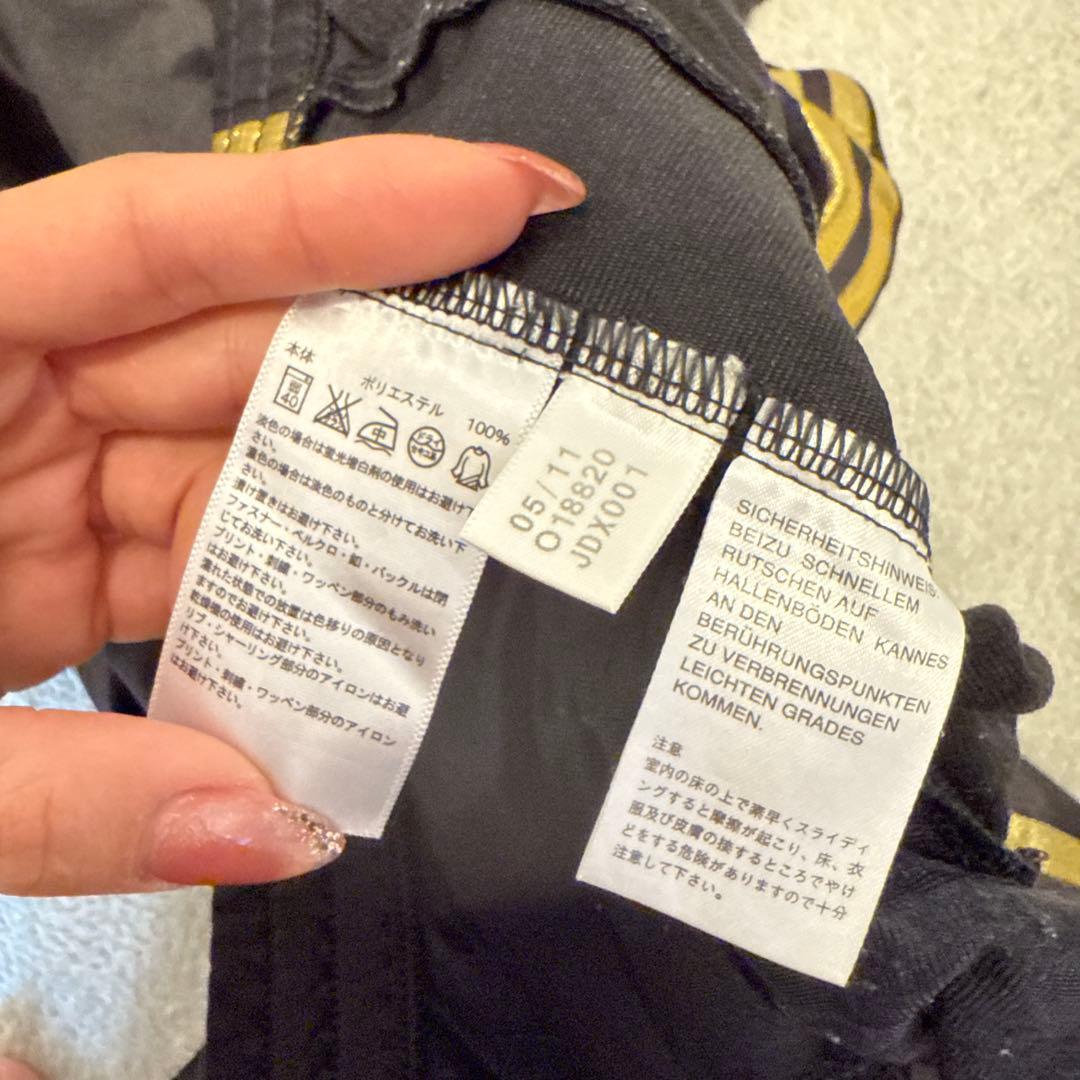 本体
ポリエステル 100%
弱
40
中
ドライ
淡色の場合は蛍光増白剤の使用はお避け下
さい。
濃色の場合は淡色のものと分けてお洗い下
さい。
漬け置きはお避け下さい。
ファスナー・ベルクロ・釦・バックルは閉
じてお洗い下さい。
プリント・刺繍・ワッペン部分のもみ洗い
はお避け下さい。
濡れた状態での放置は色移りの原因となり
ますのでお避け下さい。
乾燥機の使用はお避け下さい。
リブ・シャーリング部分のアイロンはお避
け下さい。
プリント・刺繍・ワッペン部分のアイロン
はお避け下さい。
05/11
O18820
JDX001
SICHERHEITSHINWEIS:
BEIZU SCHNELLEM
RUTSCHEN AUF
HALLENBÖDEN KANNES
AN DEN
BERÜHRUNGSPUNKTEN
ZU VERBRENNUNGEN
LEICHTEN GRADES
KOMMEN.
注意
室内の床の上で素早くスライディ
ングすると摩擦が起こり、床、衣
服及び皮膚の接するところでやけ
どをする危険がありますので十分
注意して下さい。